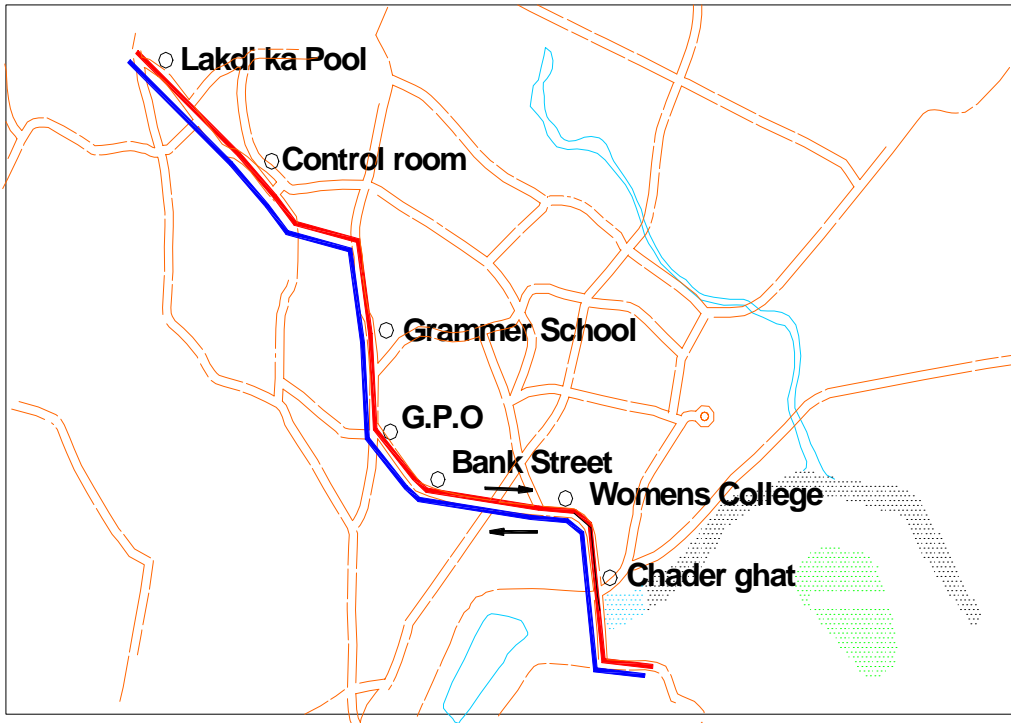 Lakdi ka Pool
Control room
Grammer School
G.P.O
Bank Street
Womens College
Chader ghat